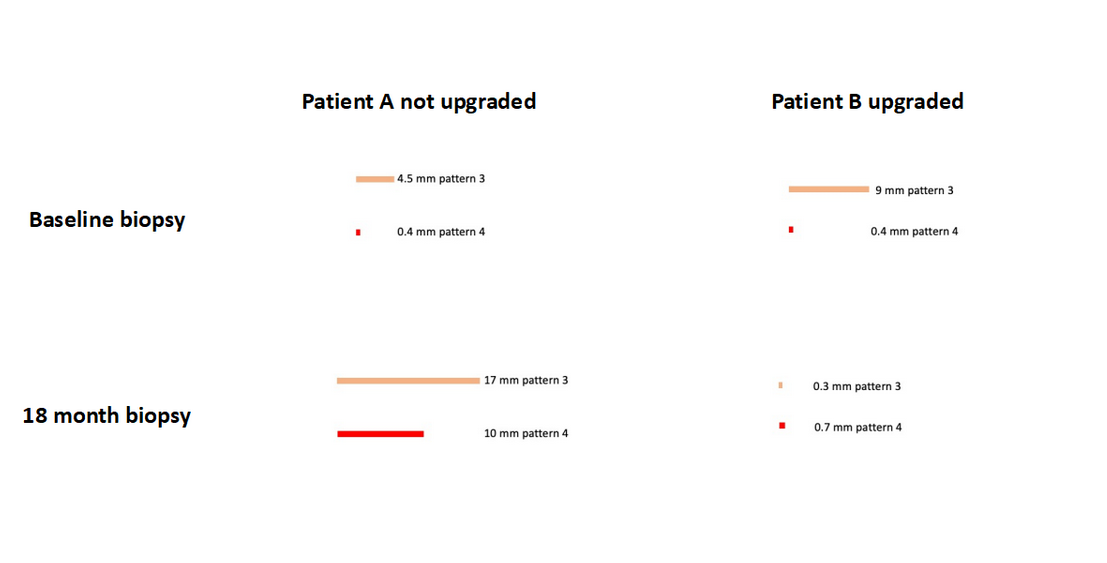 Patient A not upgraded
Patient B upgraded
Baseline biopsy
4.5 mm pattern 3
0.4 mm pattern 4
9 mm pattern 3
0.4 mm pattern 4
18 month biopsy
17 mm pattern 3
10 mm pattern 4
0.3 mm pattern 3
0.7 mm pattern 4